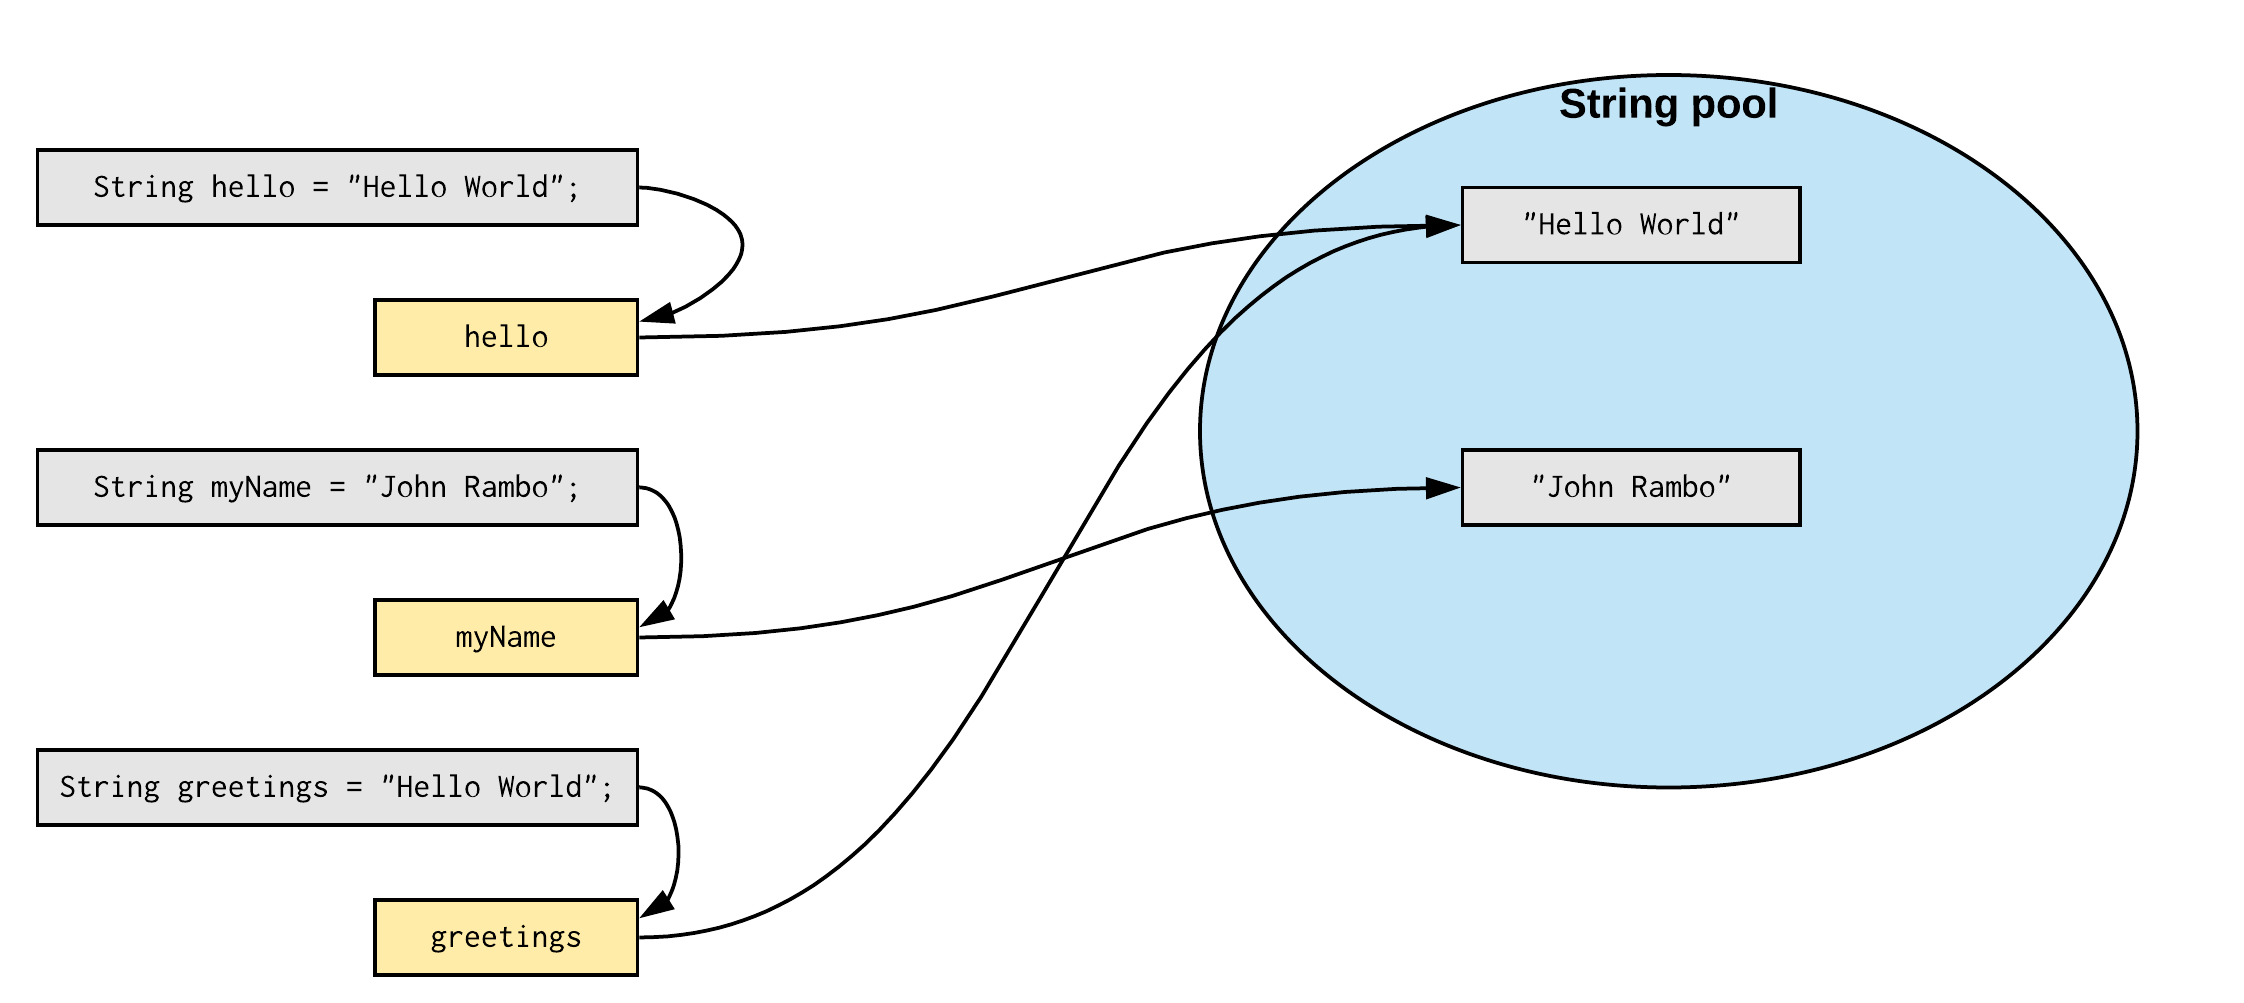 String pool
String hello = "Hello World";
"Hello World"
hello
String myName = "John Rambo";
"John Rambo"
myName
String greetings = "Hello World";
greetings